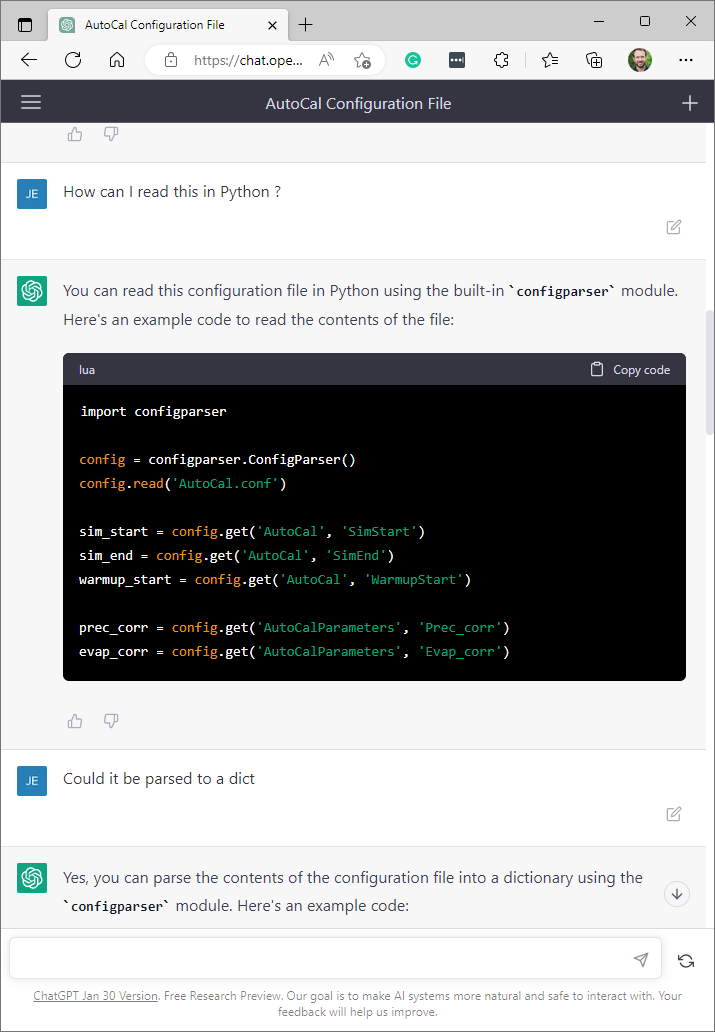 AutoCal Configuration File
https://chat.ope...
AutoCal Configuration File
JE
How can I read this in Python ?
You can read this configuration file in Python using the built-in `configparser` module.
Here's an example code to read the contents of the file:
lua
Copy code
import configparser
config = configparser.ConfigParser()
config.read('AutoCal.conf')
sim_start = config.get('AutoCal', 'SimStart')
sim_end = config.get('AutoCal', 'SimEnd')
warmup_start = config.get('AutoCal', 'WarmupStart')
prec_corr = config.get('AutoCalParameters', 'Prec_corr')
evap_corr = config.get('AutoCalParameters', 'Evap_corr')
JE
Could it be parsed to a dict
Yes, you can parse the contents of the configuration file into a dictionary using the
`configparser` module. Here's an example code:
ChatGPT Jan 30 Version. Free Research Preview. Our goal is to make AI systems more natural and safe to interact with. Your
feedback will help us improve.